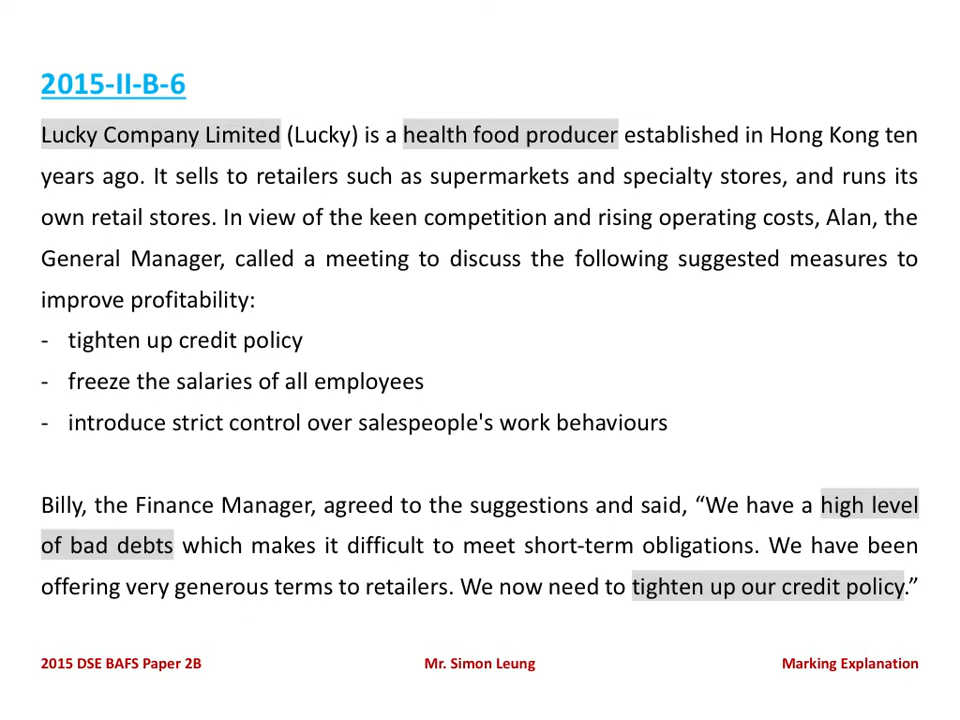 2015-II-B-6
Lucky Company Limited (Lucky) is a health food producer established in Hong Kong ten
years ago. It sells to retailers such as supermarkets and specialty stores, and runs its
own retail stores. In view of the keen competition and rising operating costs, Alan, the
General Manager, called a meeting to discuss the following suggested measures to
improve profitability:
- tighten up credit policy
- freeze the salaries of all employees
- introduce strict control over salespeople's work behaviours
Billy, the Finance Manager, agreed to the suggestions and said, “We have a high level
of bad debts which makes it difficult to meet short-term obligations. We have been
offering very generous terms to retailers. We now need to tighten up our credit policy.”
2015 DSE BAFS Paper 2B Mr. Simon Leung Marking Explanation